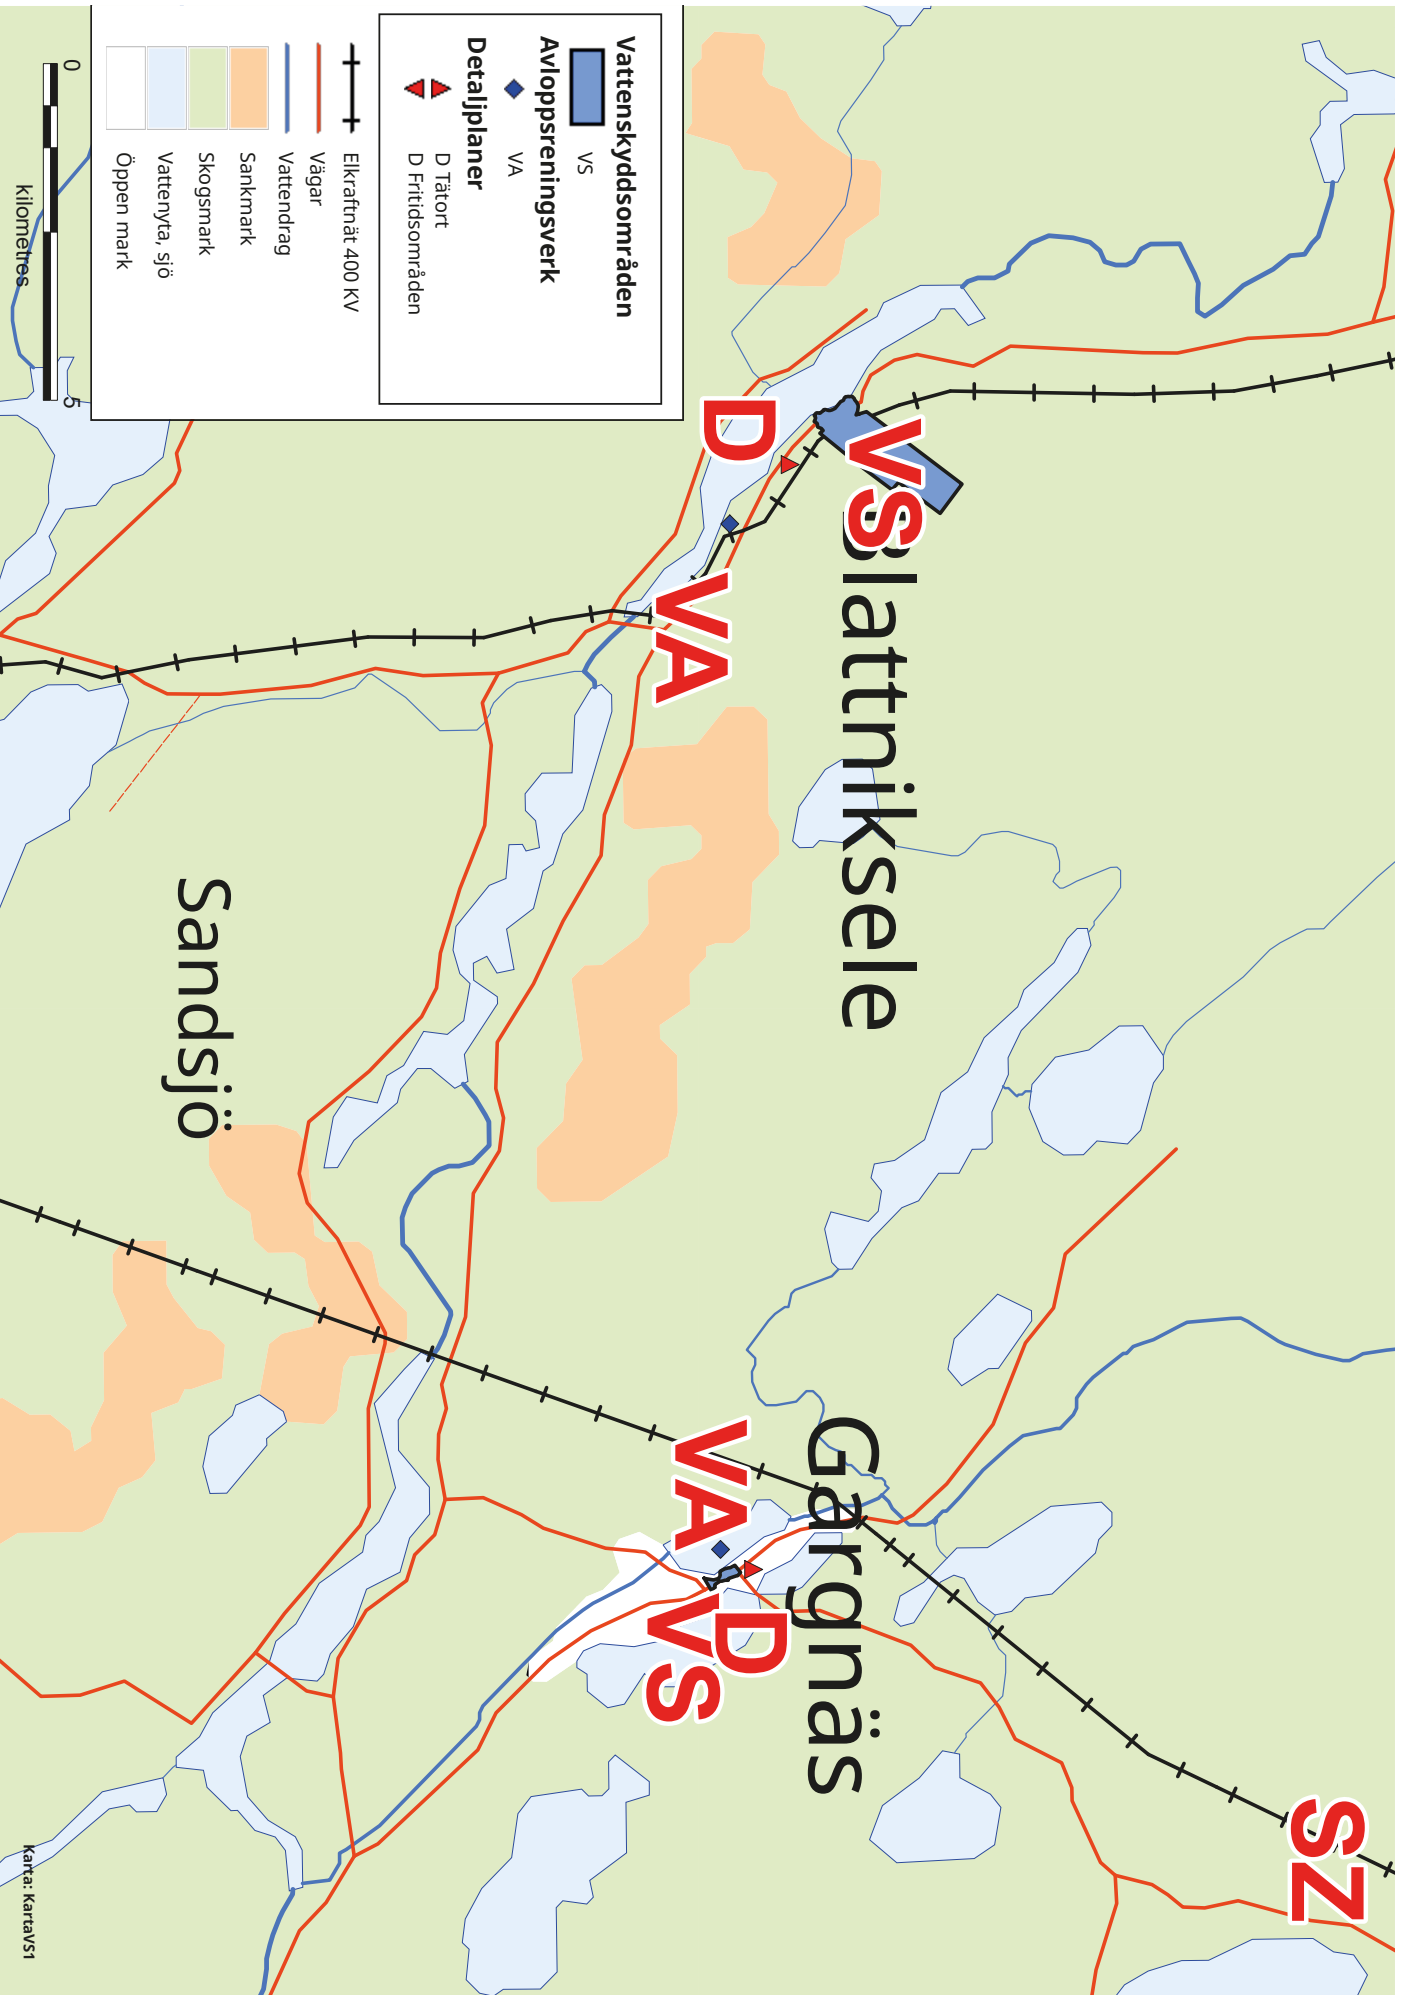 Vattenskyddsområden
VS
Avloppsreningsverk
VA
Detaljplaner
D Tätort
D Fritidsområden
Elkraftnät 400 KV
Vägar
Vattendrag
Sankmark
Skogsmark
Vattenyta, sjö
Öppen mark
0
5
kilometres
SZ
VS
Blattniksele
D
VA
Gargnäs
VA
D
VS
Sandsjö
Karta: KartaVS1